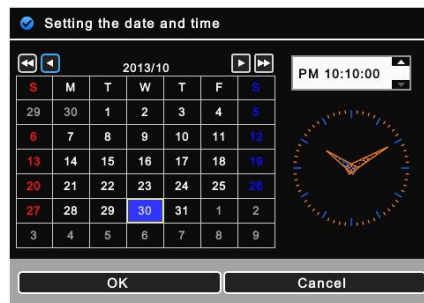 Setting the date and time
2013/10
PM 10:10:00
S M T W T F S
29 30 1 2 3 4 5
6 7 8 9 10 11 12
13 14 15 16 17 18 19
20 21 22 23 24 25 26
27 28 29 30 31 1 2
3 4 5 6 7 8 9
OK Cancel